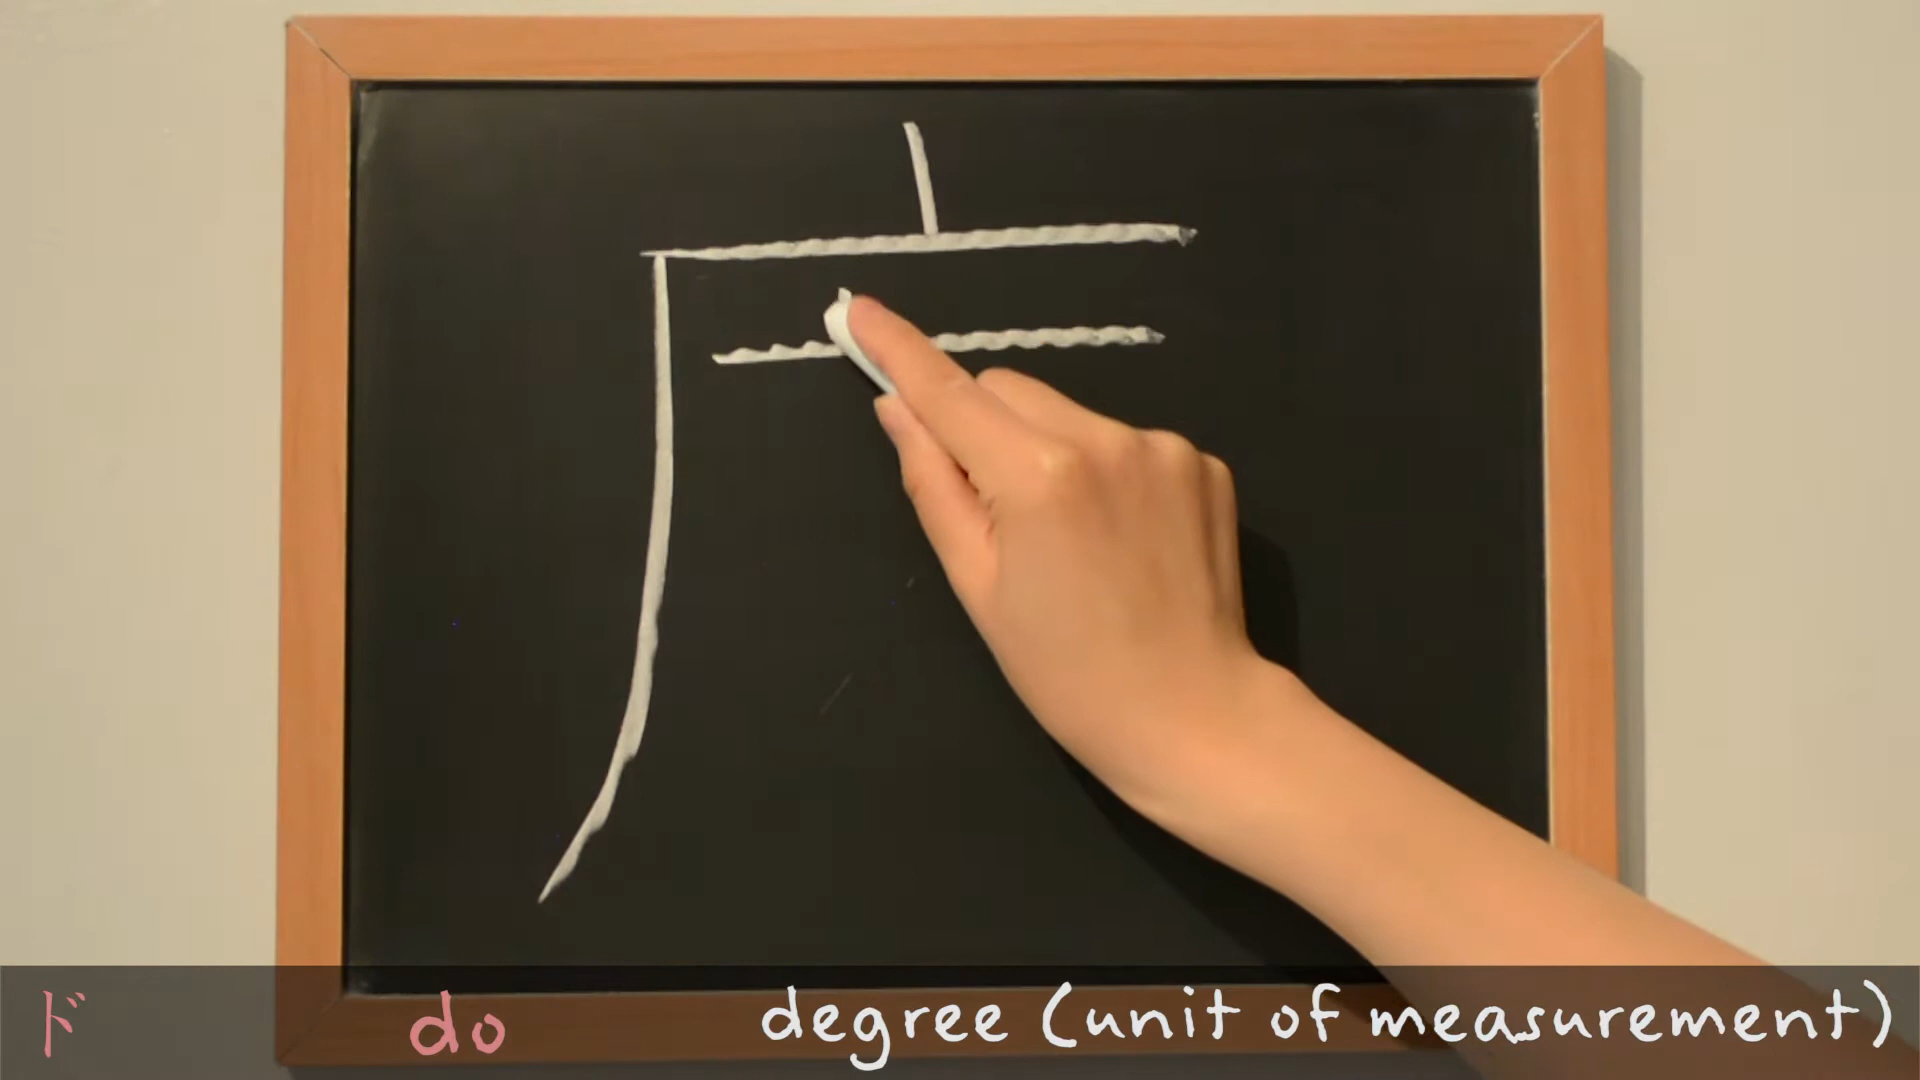 ド do degree (unit of measurement)